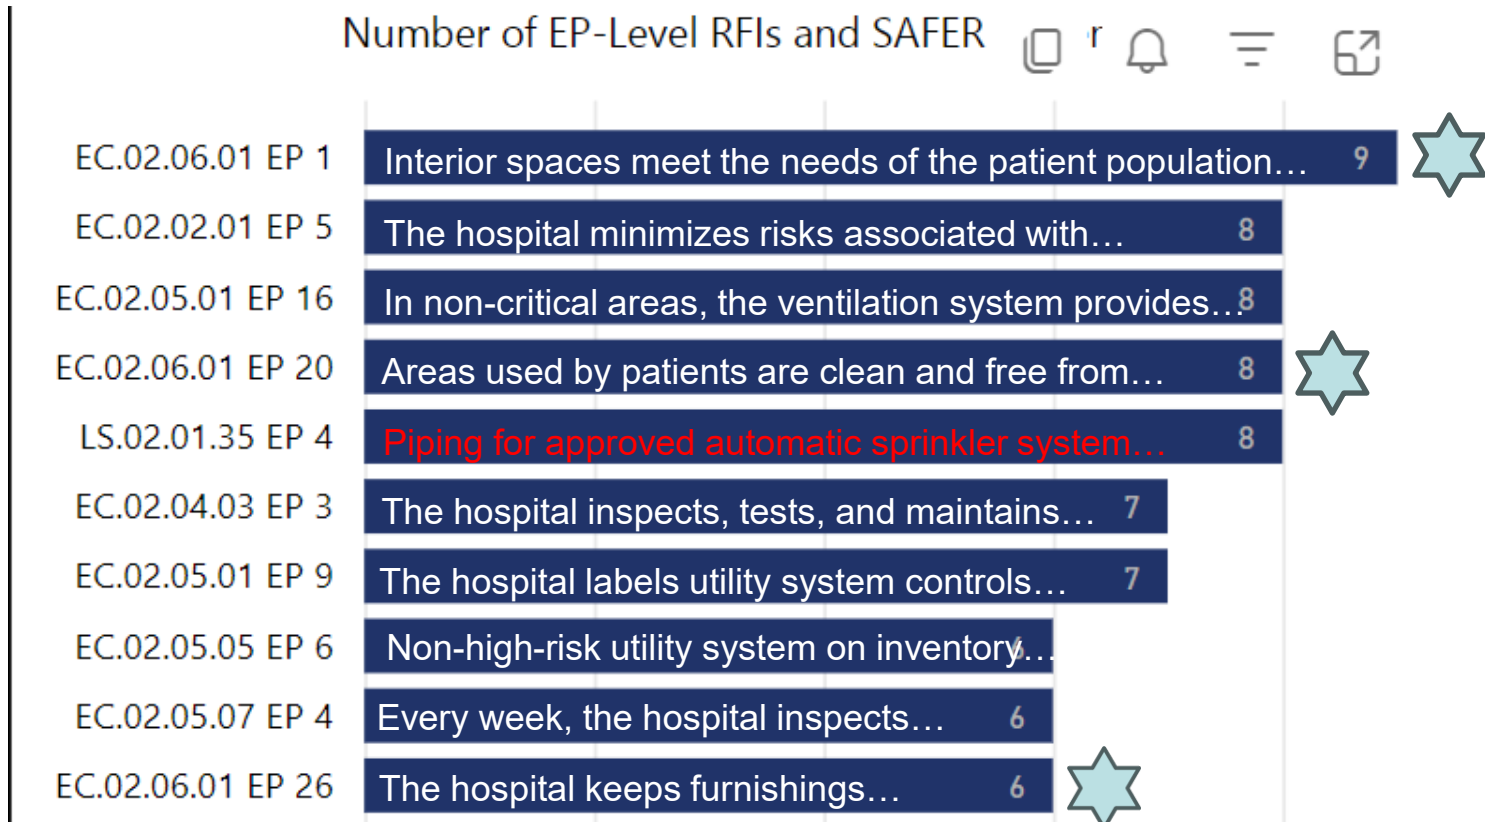 Number of EP-Level RFIs and SAFER r
EC.02.06.01 EP 1 Interior spaces meet the needs of the patient population... 9
EC.02.02.01 EP 5 The hospital minimizes risks associated with... 8
EC.02.05.01 EP 16 In non-critical areas, the ventilation system provides... 8
EC.02.06.01 EP 20 Areas used by patients are clean and free from... 8
LS.02.01.35 EP 4 Piping for approved automatic sprinkler system... 8
EC.02.04.03 EP 3 The hospital inspects, tests, and maintains... 7
EC.02.05.01 EP 9 The hospital labels utility system controls... 7
EC.02.05.05 EP 6 Non-high-risk utility system on inventory... 6
EC.02.05.07 EP 4 Every week, the hospital inspects... 6
EC.02.06.01 EP 26 The hospital keeps furnishings... 6